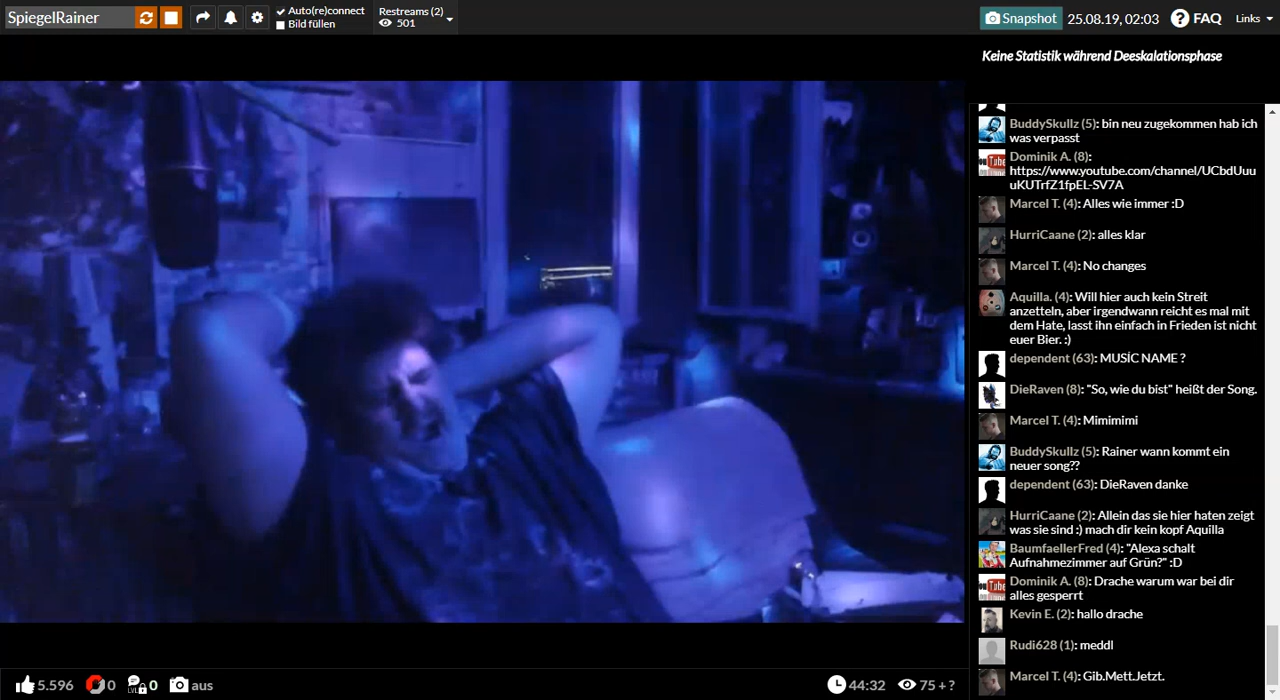 SpiegelRainer
Auto(re)connect
Bild füllen
Restreams (2)
501
Snapshot
25.08.19, 02:03
FAQ
Links
Keine Statistik während Deeskalationsphase
BuddySkullz (5): bin neu zugekommen hab ich
was verpasst
Dominik A. (8):
https://www.youtube.com/channel/UCbdUuu
uKUTrfZ1fpEL-SV7A
Marcel T. (4): Alles wie immer :D
HurriCaane (2): alles klar
Marcel T. (4): No changes
Aquilla. (4): Will hier auch kein Streit
anzetteln, aber irgendwann reicht es mal mit
dem Hate, lasst ihn einfach in Frieden ist nicht
euer Bier. :)
dependent (63): MUSİC NAME ?
DieRaven (8): "So, wie du bist" heißt der Song.
Marcel T. (4): Mimimimi
BuddySkullz (5): Rainer wann kommt ein
neuer song??
dependent (63): DieRaven danke
HurriCaane (2): Allein das sie hier haten zeigt
was sie sind :) mach dir kein kopf Aquilla
BaumfaellerFred (4): "Alexa schalt
Aufnahmezimmer auf Grün?" :D
Dominik A. (8): Drache warum war bei dir
alles gesperrt
Kevin E. (2): hallo drache
Rudi628 (1): meddl
Marcel T. (4): Gib.Mett.Jetzt.
5.596
0
LVL
0
aus
44:32
75 + ?